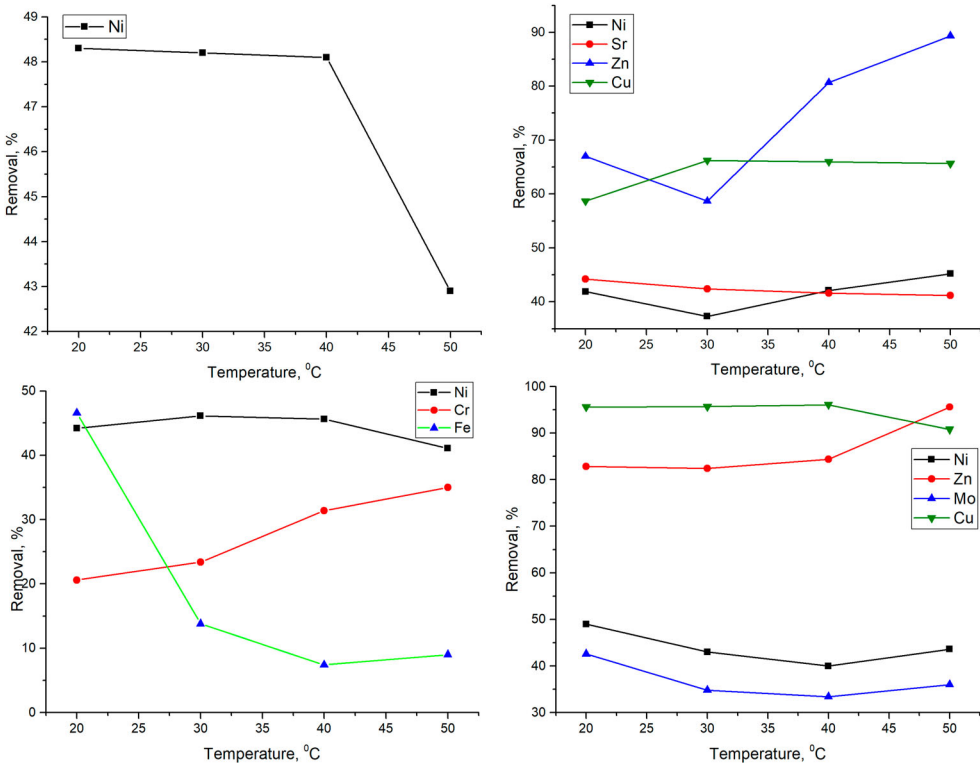 Ni
49
48
47
46
45
44
43
42
Removal, %
20 25 30 35 40 45 50
Temperature, ⁰C
Ni
Sr
Zn
Cu
90
80
70
60
50
40
Removal, %
20 25 30 35 40 45 50
Temperature, ⁰C
Ni
Cr
Fe
50
40
30
20
10
0
Removal, %
20 25 30 35 40 45 50
Temperature, ⁰C
100
90
80
70
60
50
40
30
Ni
Zn
Mo
Cu
Removal, %
20 25 30 35 40 45 50
Temperature, ⁰C